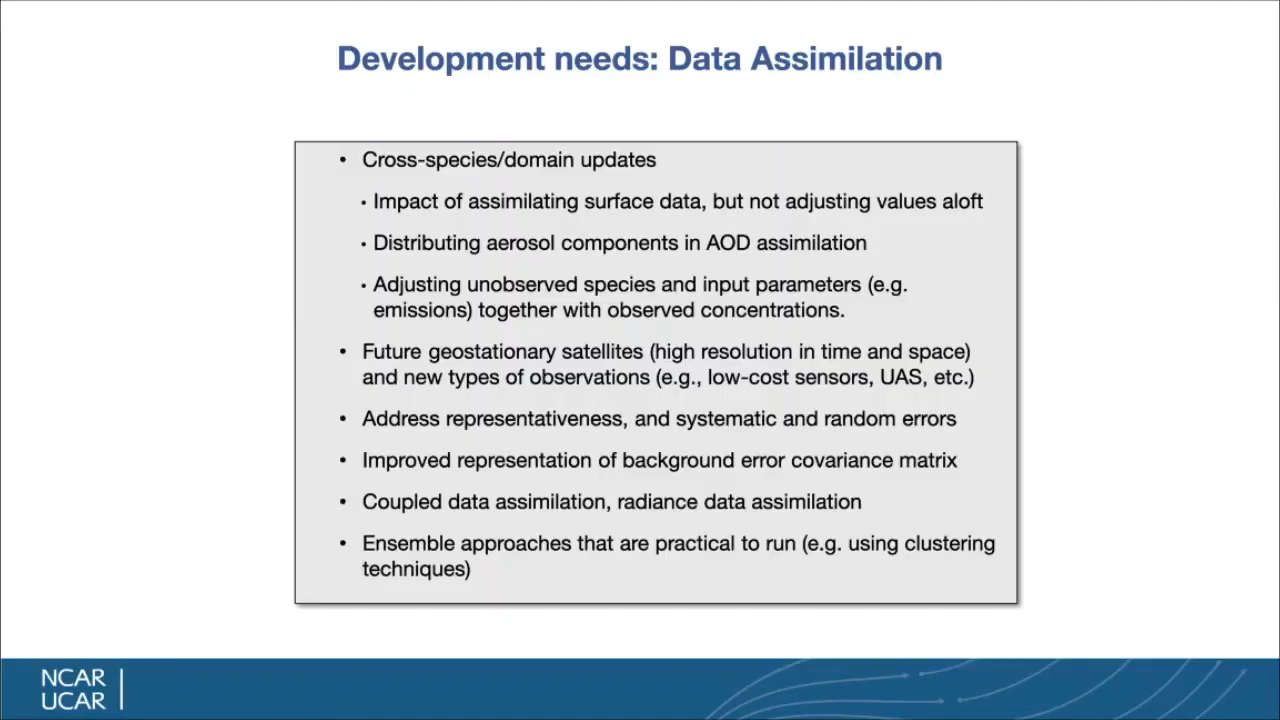 Development needs: Data Assimilation
• Cross-species/domain updates
• Impact of assimilating surface data, but not adjusting values aloft
• Distributing aerosol components in AOD assimilation
• Adjusting unobserved species and input parameters (e.g.
emissions) together with observed concentrations.
• Future geostationary satellites (high resolution in time and space)
and new types of observations (e.g., low-cost sensors, UAS, etc.)
• Address representativeness, and systematic and random errors
• Improved representation of background error covariance matrix
• Coupled data assimilation, radiance data assimilation
• Ensemble approaches that are practical to run (e.g. using clustering
techniques)
NCAR
UCAR